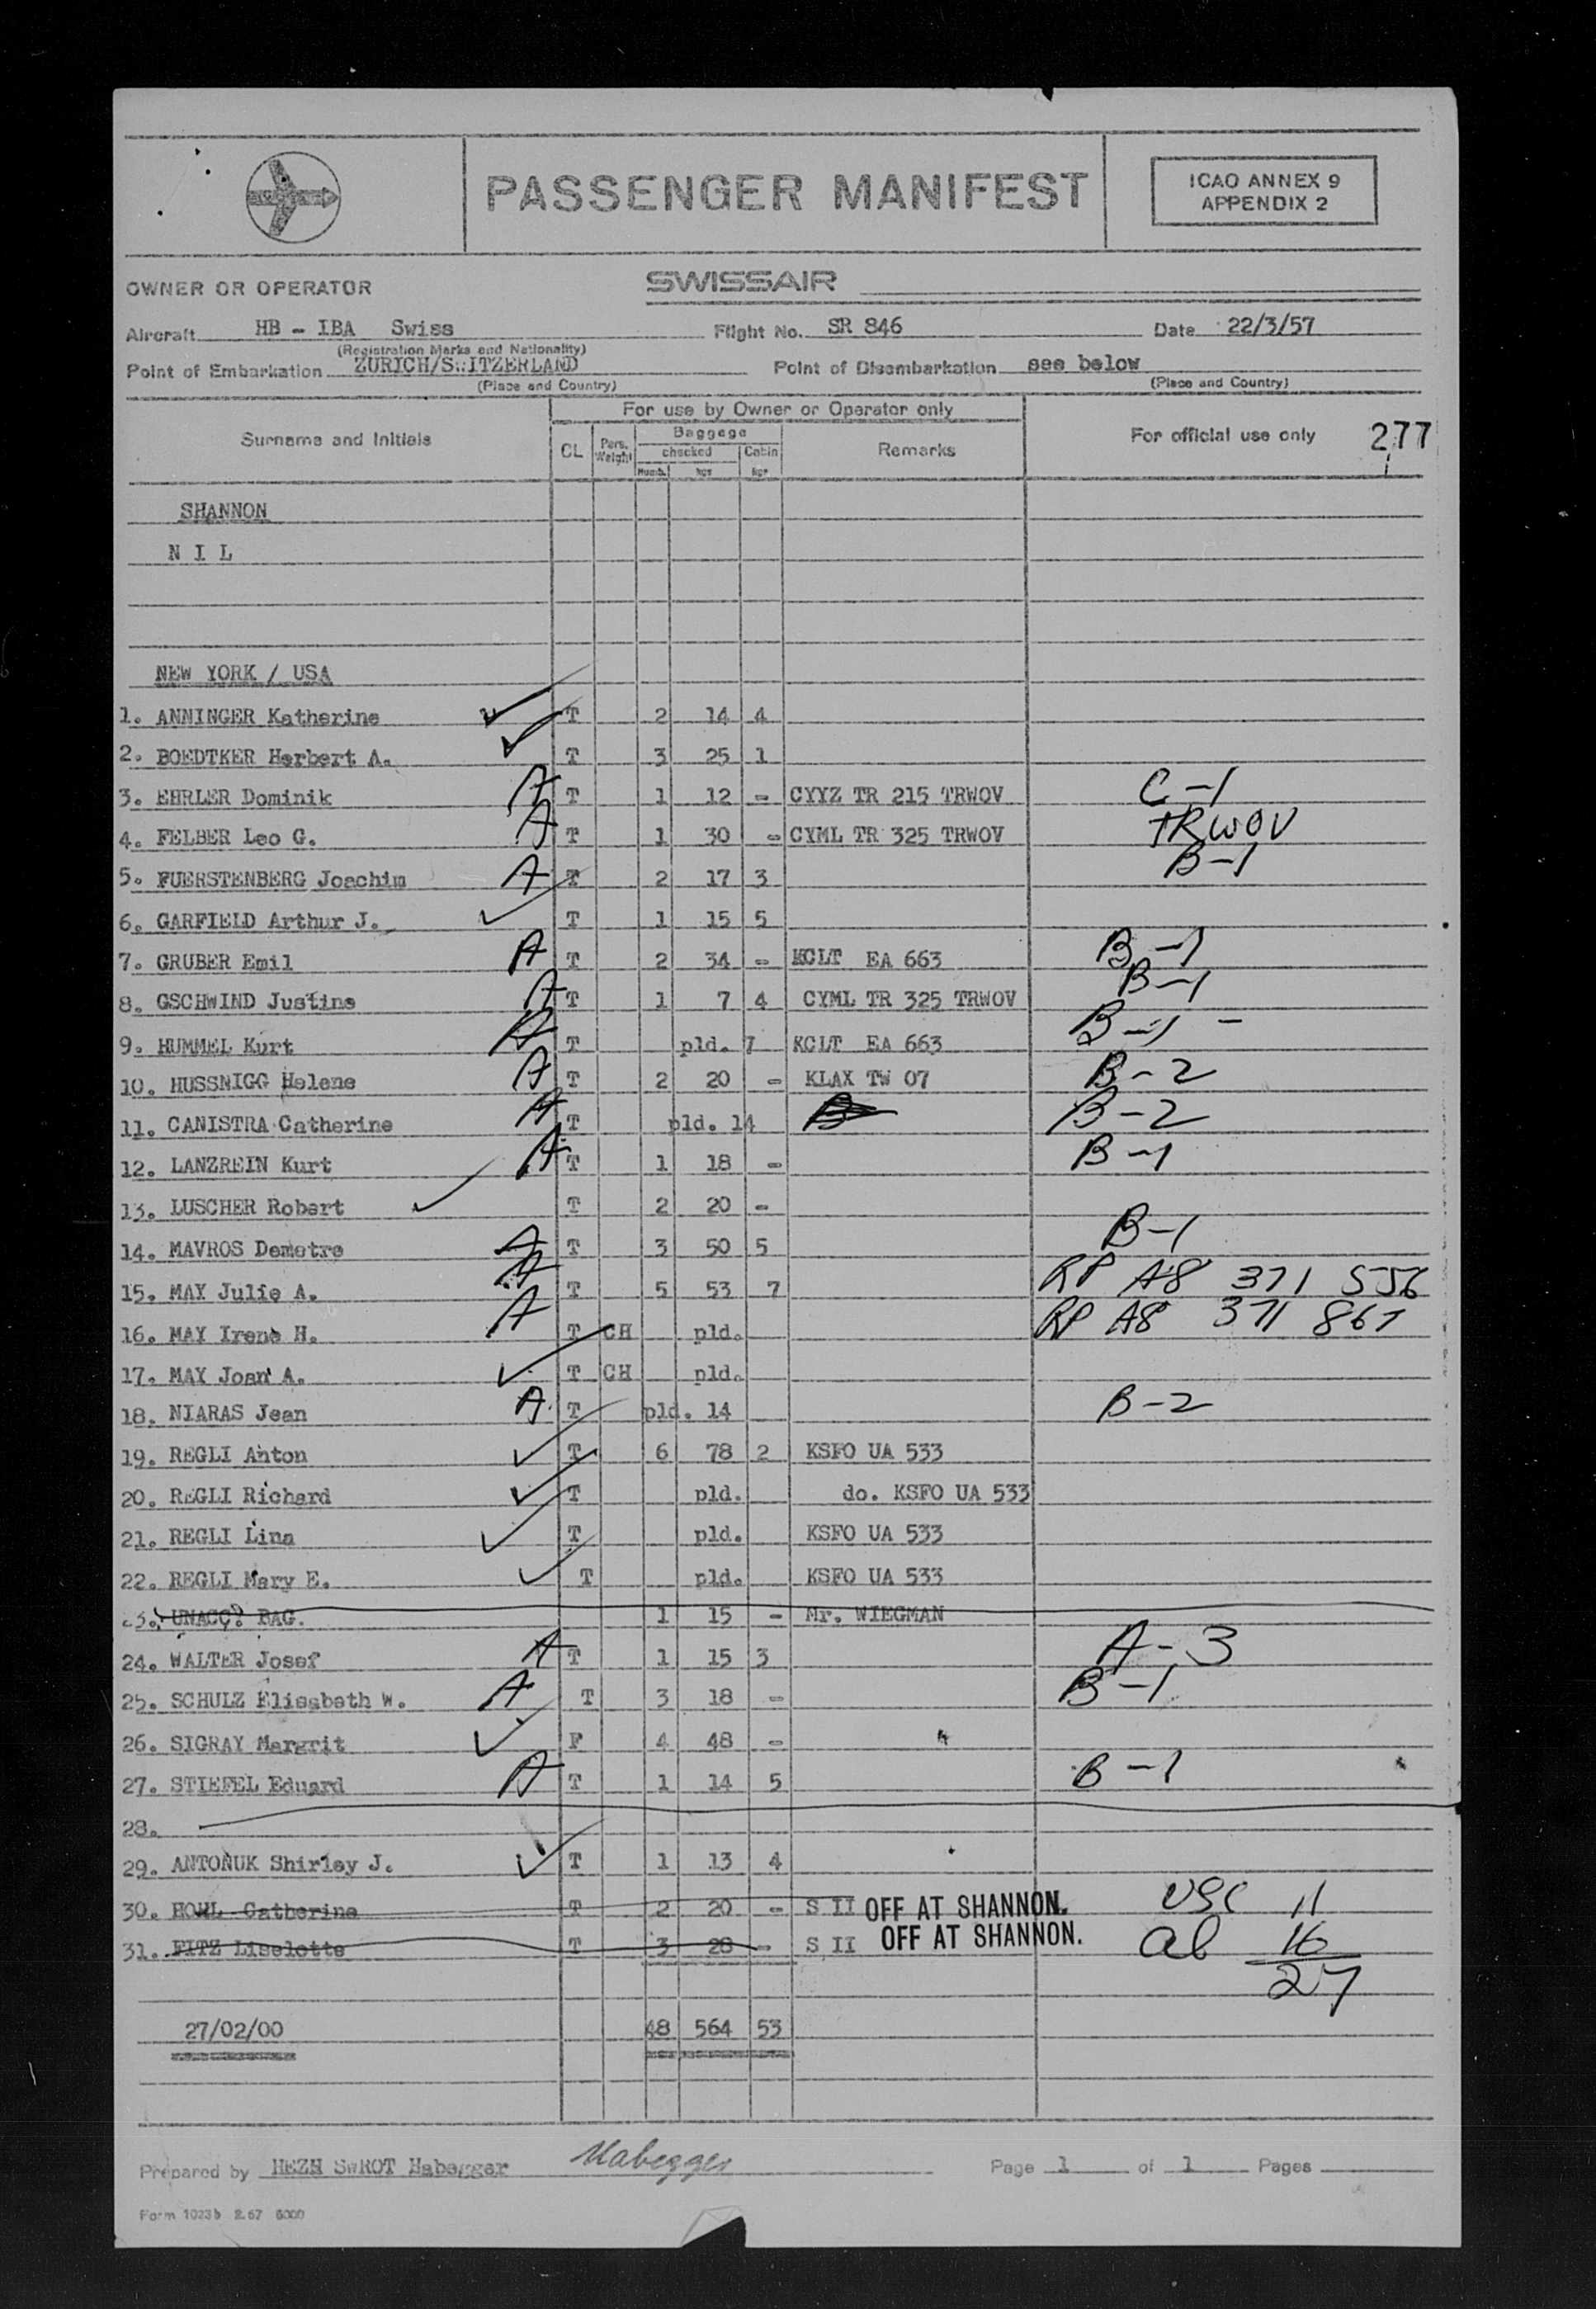 PASSENGER MANIFEST
ICAO ANNEX 9
APPENDIX 2
OWNER OR OPERATOR SWISSAIR
Aircraft HB - IBA Swiss Flight No. SR 846 Date 22/3/57
(Registration Marks and Nationality)
Point of Embarkation ZURICH/SWITZERLAND Point of Disembarkation see below
(Place and Country) (Place and Country)
For use by Owner or Operator only
Surname and Initials CL Pers. Weight Baggage checked Numb. kgs Cabin kgr Remarks For official use only 277
SHANNON
N I L
NEW YORK / USA
1. ANNINGER Katherine T 2 14 4
2. BOEDTKER Herbert A. T 3 25 1
3. EHRLER Dominik A T 1 12 - CYYZ TR 215 TRWOV C-1
4. FELBER Leo G. A T 1 30 - CYML TR 325 TRWOV TRWOV
5. FUERSTENBERG Joachim A T 2 17 3 B-1
6. GARFIELD Arthur J. T 1 15 5
7. GRUBER Emil A T 2 34 - KCLT EA 663 B-1
8. GSCHWIND Justine A T 1 7 4 CYML TR 325 TRWOV B-1
9. HUMMEL Kurt A T pld. 7 KCLT EA 663 B-1 -
10. HUSSNIGG Helene A T 2 20 - KLAX TW 07 B-2
11. CANISTRA Catherine A T pld. 14 B-2
12. LANZREIN Kurt A T 1 18 - B-1
13. LUSCHER Robert T 2 20 -
14. MAVROS Demetre A T 3 50 5 B-1
15. MAY Julie A. A T 5 53 7 RP A8 371 556
16. MAY Irene H. A T CH pld. RP A8 371 861
17. MAY Joan A. T CH pld.
18. NIARAS Jean A T pld. 14 B-2
19. REGLI Anton T 6 78 2 KSFO UA 533
20. REGLI Richard T pld. do. KSFO UA 533
21. REGLI Lina T pld. KSFO UA 533
22. REGLI Mary E. T pld. KSFO UA 533
23. UNACC. BAG. 1 15 - Mr. WIEGMAN
24. WALTER Josef A T 1 15 3 A-3
25. SCHULZ Elisabeth W. A T 3 18 - B-1
26. SIGRAY Margrit F 4 48 -
27. STIEFEL Eduard A T 1 14 5 B-1
28.
29. ANTONUK Shirley J. T 1 13 4
30. HOHL Catherine T 2 20 - S II OFF AT SHANNON. USC 11
31. FITZ Liselotte T 3 28 - S II OFF AT SHANNON. al 16
27
27/02/00 48 564 53
Prepared by HEZH SWROT Habegger Habegger Page 1 of 1 Pages
Form 1023b 2.67 6000